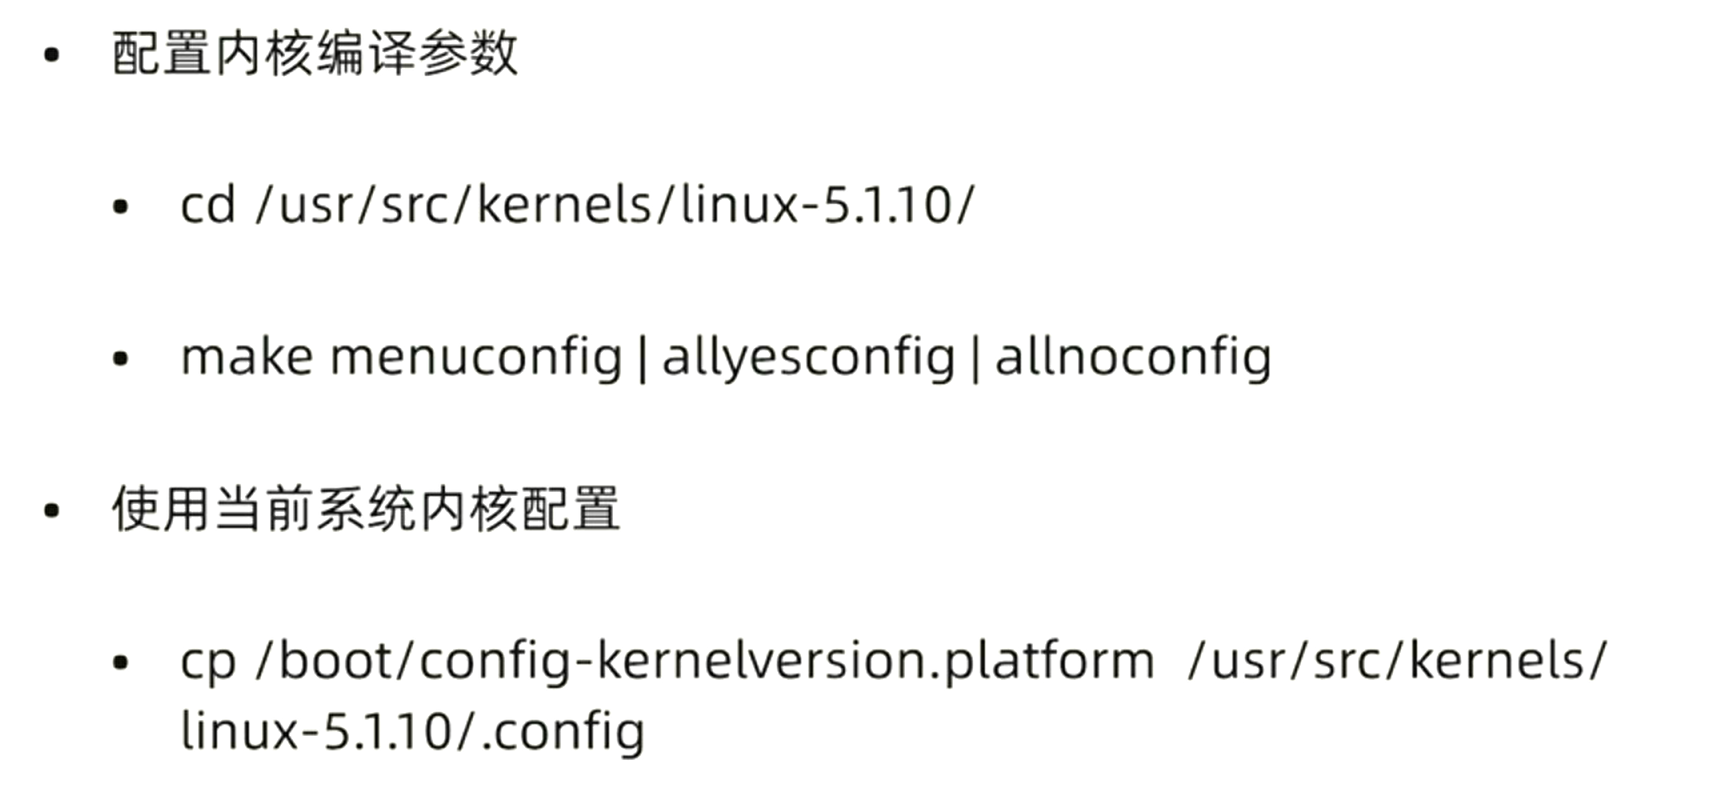 • 配置内核编译参数
• cd /usr/src/kernels/linux-5.1.10/
• make menuconfig | allyesconfig | allnoconfig
• 使用当前系统内核配置
• cp /boot/config-kernelversion.platform /usr/src/kernels/
linux-5.1.10/.config